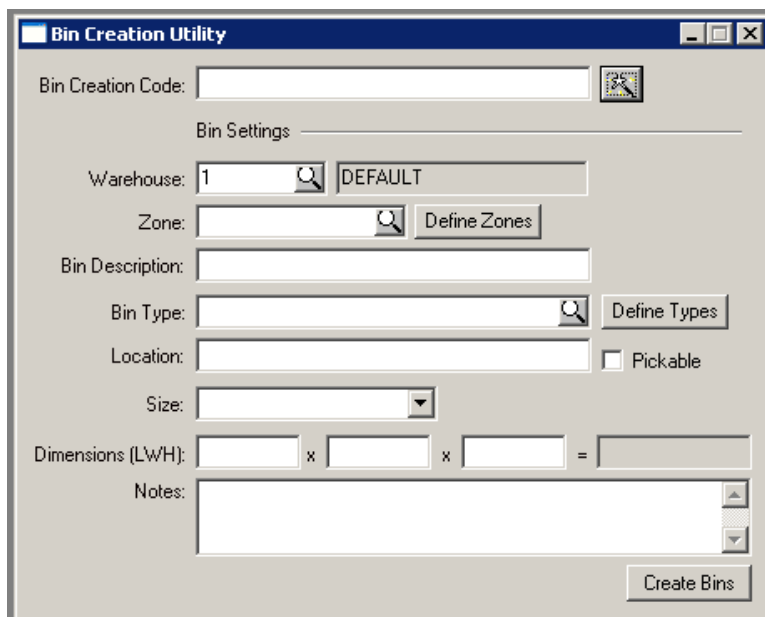 Bin Creation Utility
Bin Creation Code:
Bin Settings
Warehouse: 1 DEFAULT
Zone: Define Zones
Bin Description:
Bin Type: Define Types
Location: Pickable
Size:
Dimensions (LWH): x x =
Notes:
Create Bins